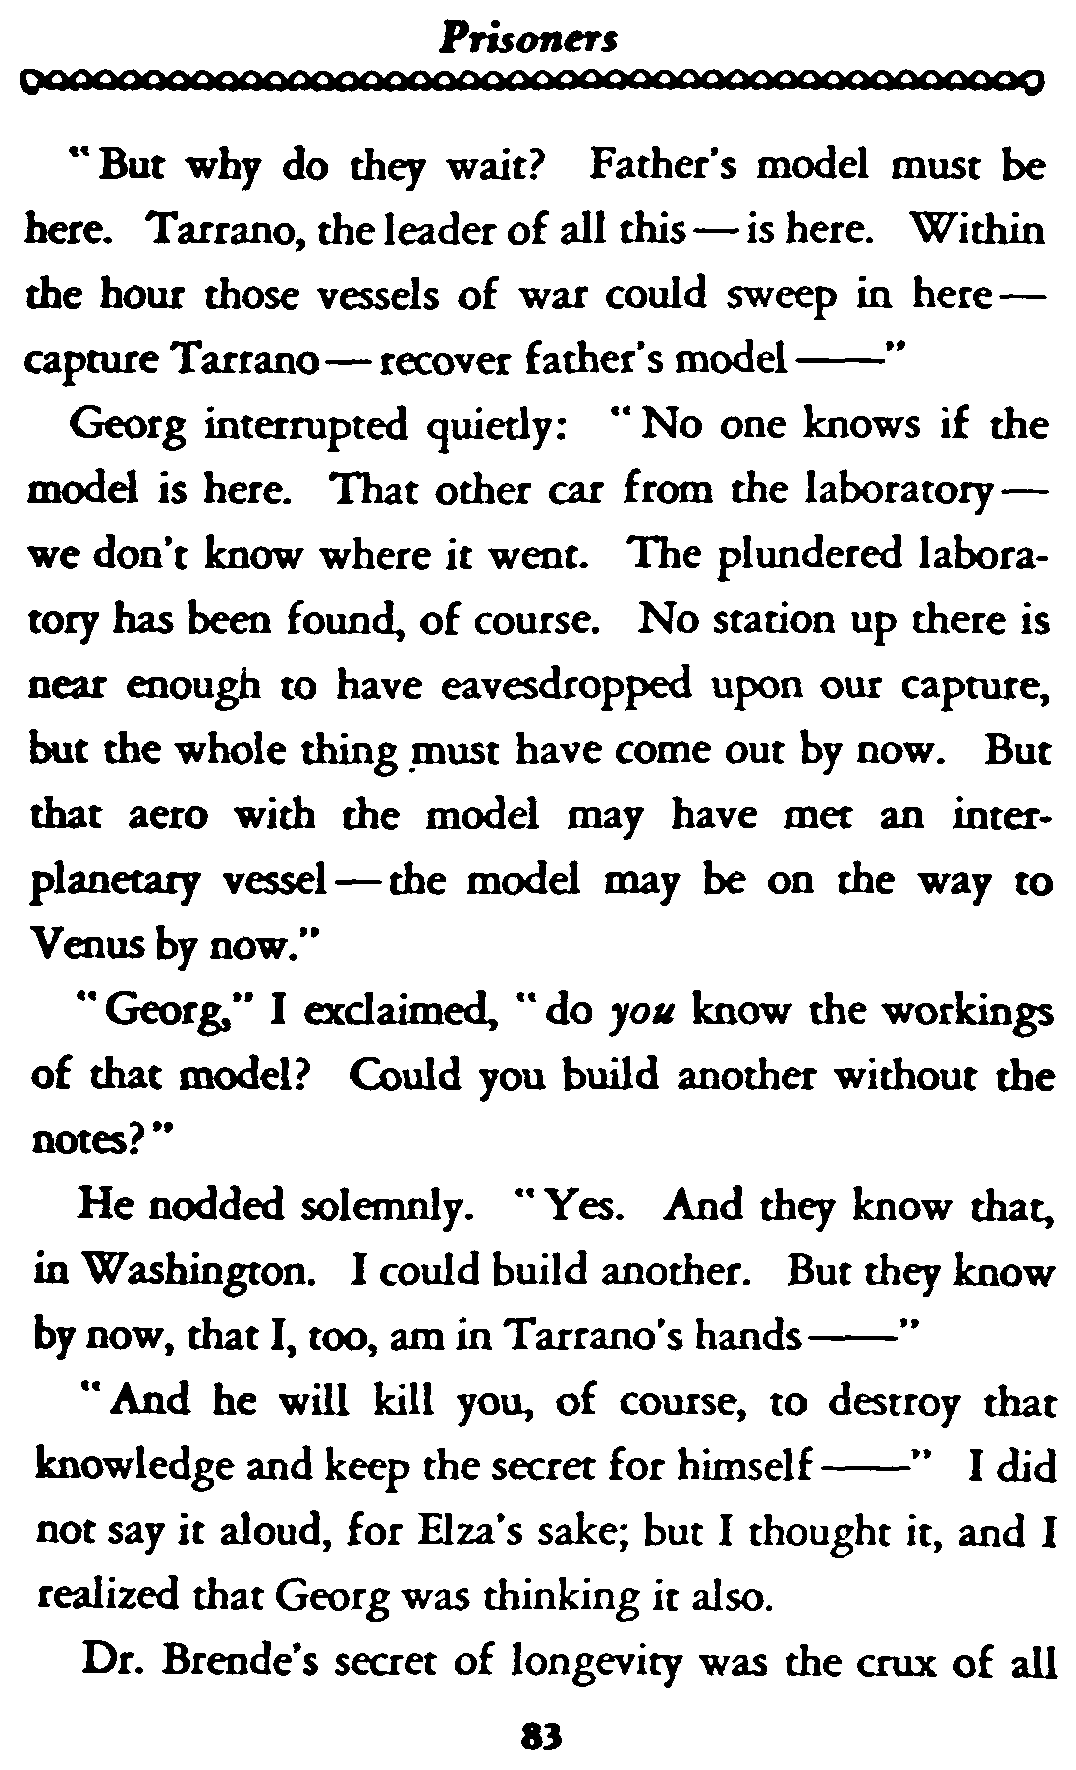 Prisoners
"But why do they wait? Father's model must be
here. Tarrano, the leader of all this — is here. Within
the hour those vessels of war could sweep in here —
capture Tarrano — recover father's model ——"
Georg interrupted quietly: "No one knows if the
model is here. That other car from the laboratory —
we don't know where it went. The plundered labora-
tory has been found, of course. No station up there is
near enough to have eavesdropped upon our capture,
but the whole thing must have come out by now. But
that aero with the model may have met an inter-
planetary vessel — the model may be on the way to
Venus by now."
"Georg," I exclaimed, "do you know the workings
of that model? Could you build another without the
notes?"
He nodded solemnly. "Yes. And they know that,
in Washington. I could build another. But they know
by now, that I, too, am in Tarrano's hands ——"
"And he will kill you, of course, to destroy that
knowledge and keep the secret for himself ——" I did
not say it aloud, for Elza's sake; but I thought it, and I
realized that Georg was thinking it also.
Dr. Brende's secret of longevity was the crux of all
83